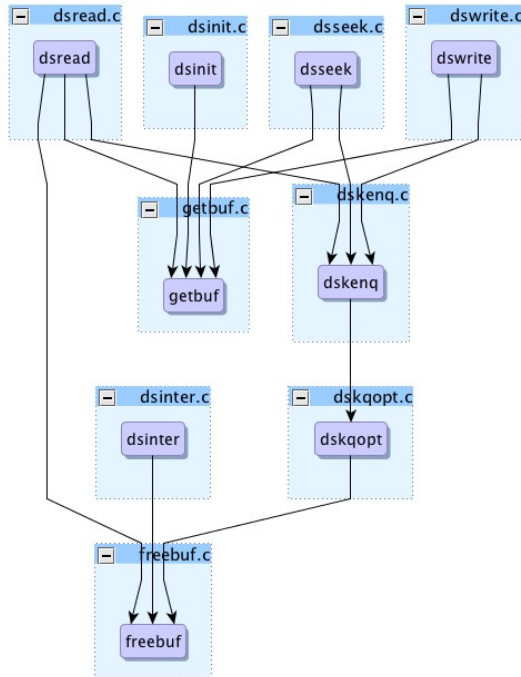 dsread.c
dsinit.c
dsseek.c
dswrite.c
dsread
dsinit
dsseek
dswrite
getbuf.c
dskenq.c
getbuf
dskenq
dsinter.c
dskqopt.c
dsinter
dskqopt
freebuf.c
freebuf